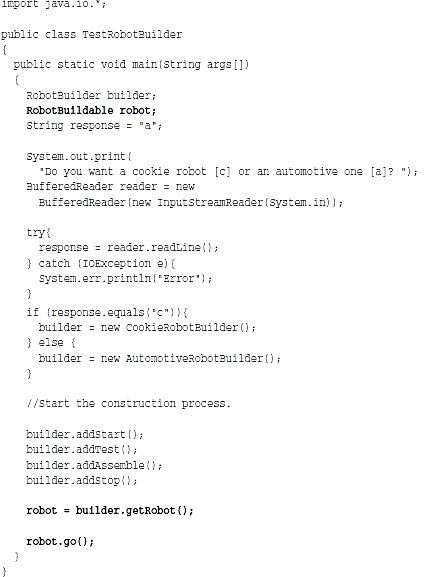 import java.io.*;
public class TestRobotBuilder
{
public static void main(String args[])
{
RobotBuilder builder;
RobotBuildable robot;
String response = "a";
System.out.print(
"Do you want a cookie robot [c] or an automotive one [a]? ");
BufferedReader reader = new
BufferedReader(new InputStreamReader(System.in));
try{
response = reader.readLine();
} catch (IOException e){
System.err.println("Error");
}
if (response.equals("c")){
builder = new CookieRobotBuilder();
} else {
builder = new AutomotiveRobotBuilder();
}
//Start the construction process.
builder.addStart();
builder.addTest();
builder.addAssemble();
builder.addStop();
robot = builder.getRobot();
robot.go();
}
}